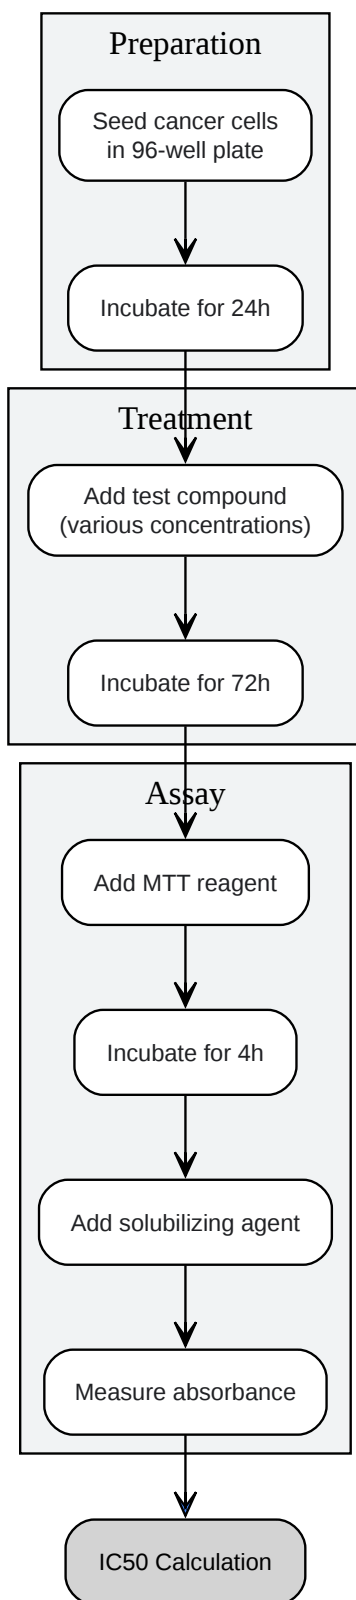 Preparation
Seed cancer cells
in 96-well plate
Incubate for 24h
Treatment
Add test compound
(various concentrations)
Incubate for 72h
Assay
Add MTT reagent
Incubate for 4h
Add solubilizing agent
Measure absorbance
IC50 Calculation